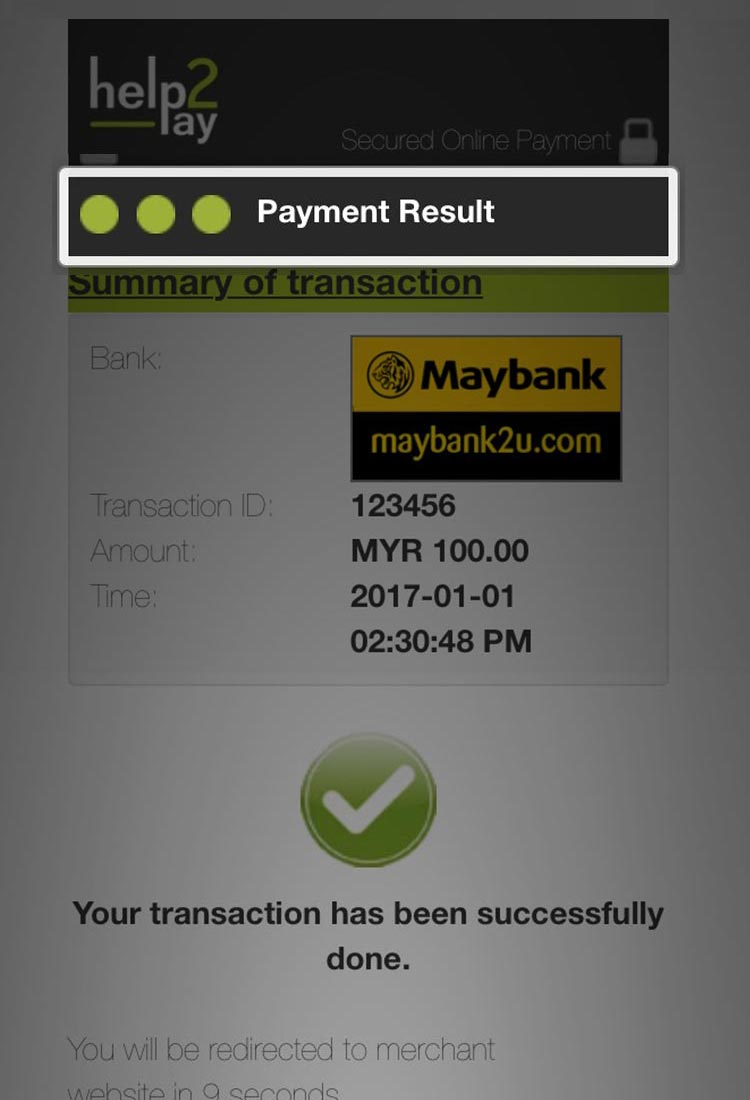 help2
Pay
Secured Online Payment
Payment Result
Summary of transaction
Bank:
Maybank
maybank2u.com
Transaction ID: 123456
Amount: MYR 100.00
Time: 2017-01-01
02:30:48 PM
Your transaction has been successfully
done.
You will be redirected to merchant
website in 9 seconds